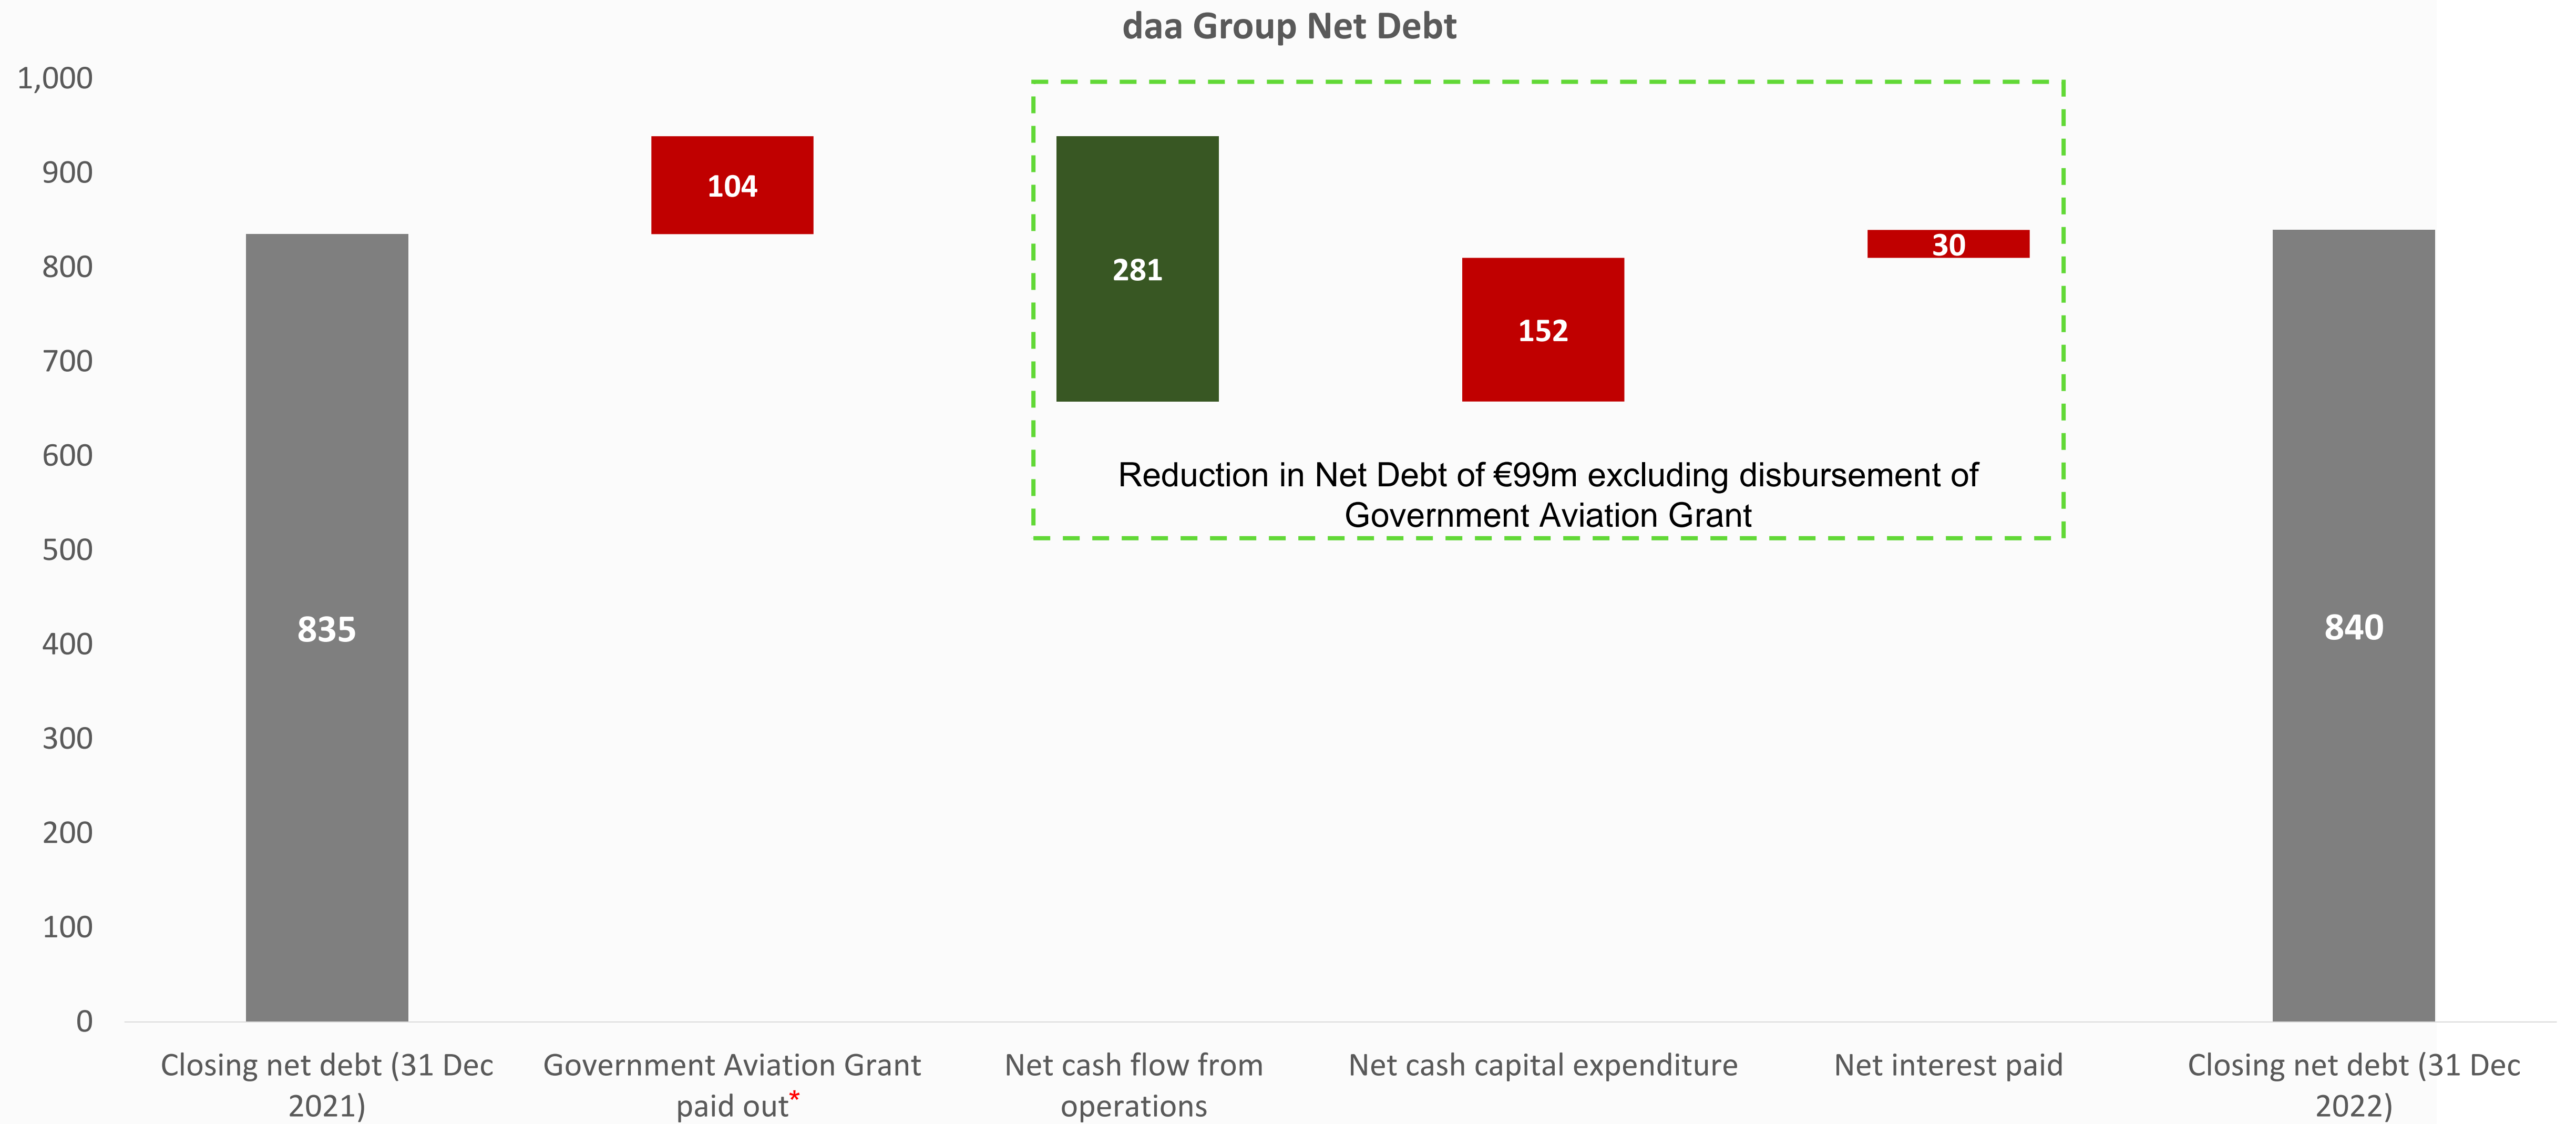 daa Group Net Debt
1,000
900
800
700
600
500
400
300
200
100
0
835
104
281
152
30
840
Reduction in Net Debt of €99m excluding disbursement of
Government Aviation Grant
Closing net debt (31 Dec
2021)
Government Aviation Grant
paid out*
Net cash flow from
operations
Net cash capital expenditure
Net interest paid
Closing net debt (31 Dec
2022)